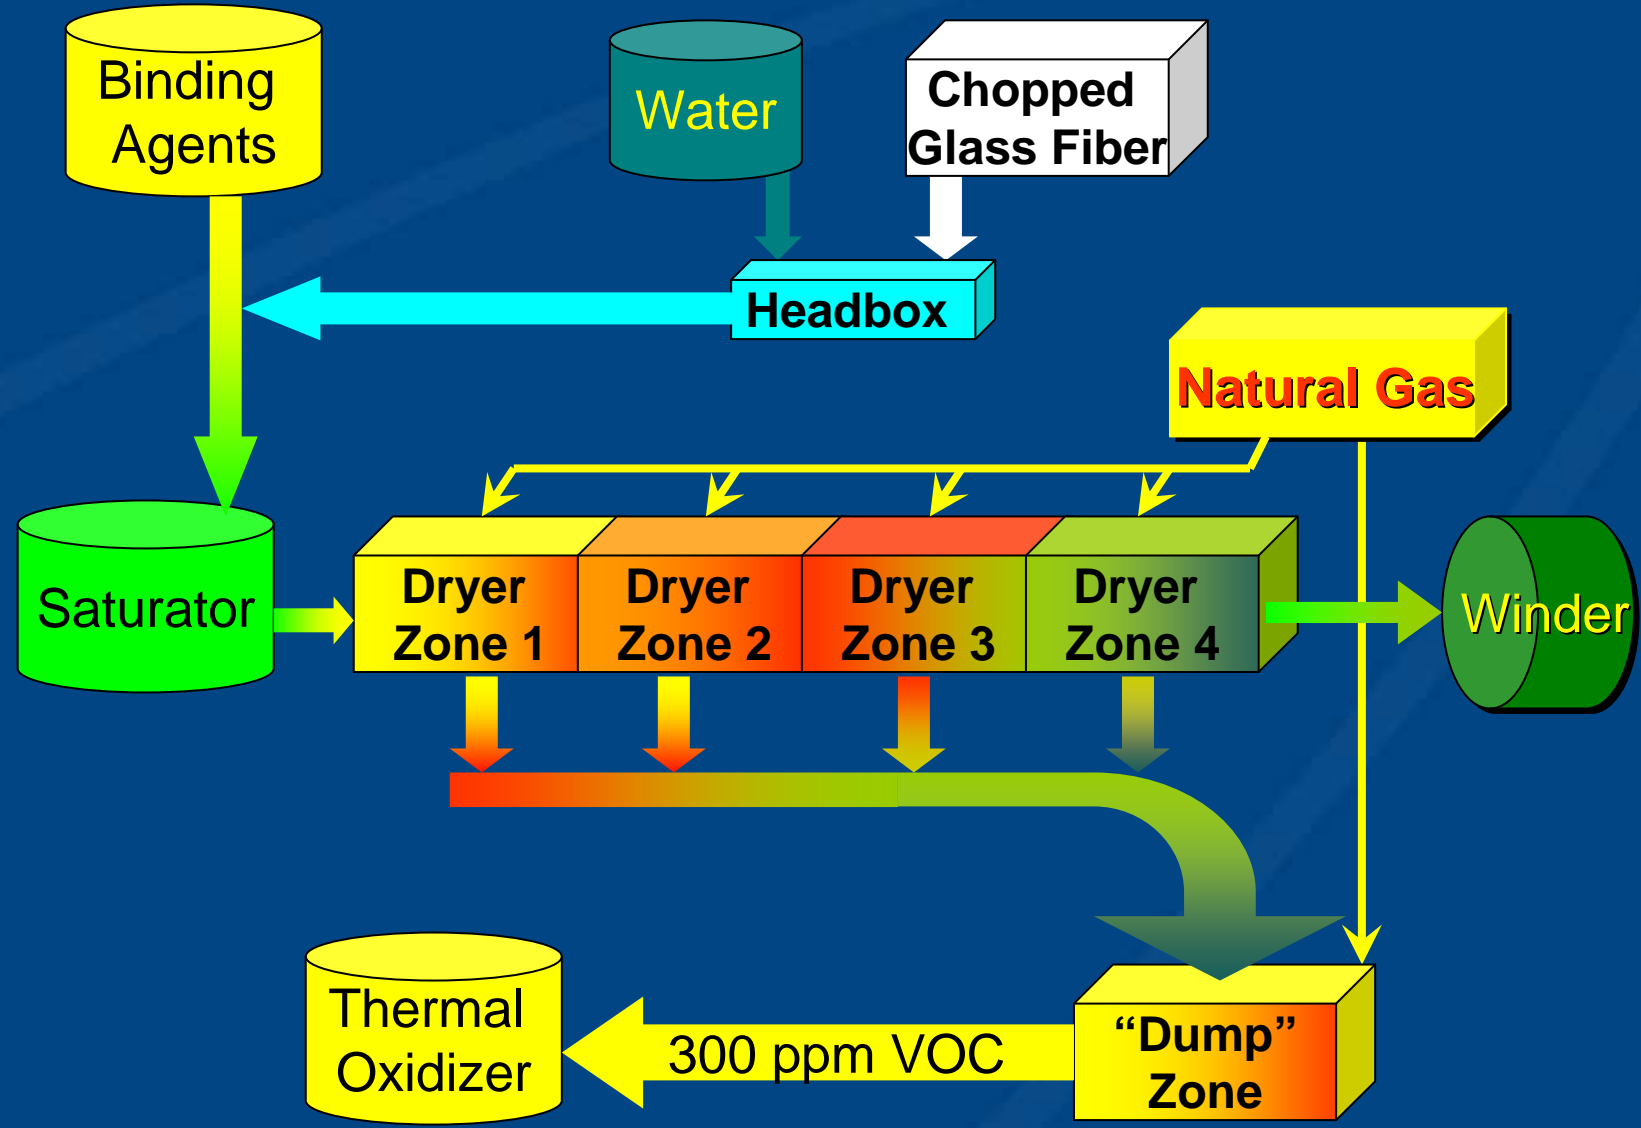 Binding
Agents
Water
Chopped
Glass Fiber
Headbox
Natural Gas
Saturator
Dryer
Zone 1
Dryer
Zone 2
Dryer
Zone 3
Dryer
Zone 4
Winder
Thermal
Oxidizer
300 ppm VOC
“Dump”
Zone